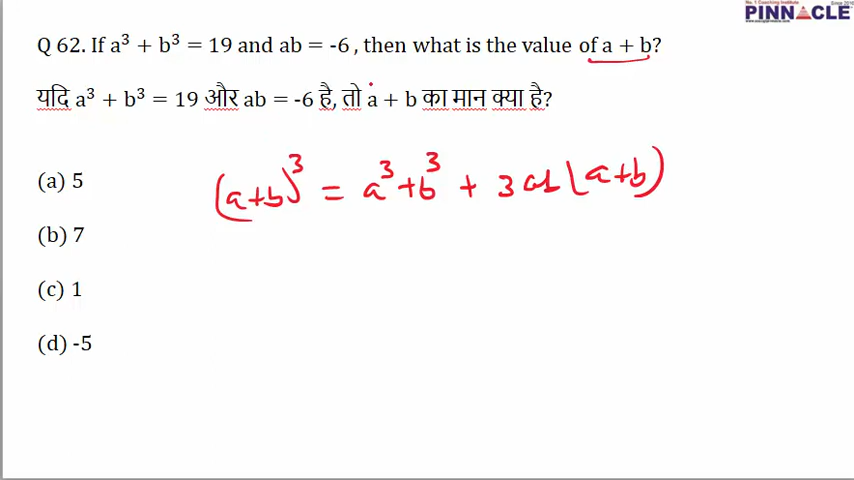 PINNACLE
Q 62. If a³ + b³ = 19 and ab = -6 , then what is the value of a + b?
यदि a³ + b³ = 19 और ab = -6 है, तो a + b का मान क्या है?
(a+b)³ = a³+b³ + 3ab(a+b)
(a) 5
(b) 7
(c) 1
(d) -5